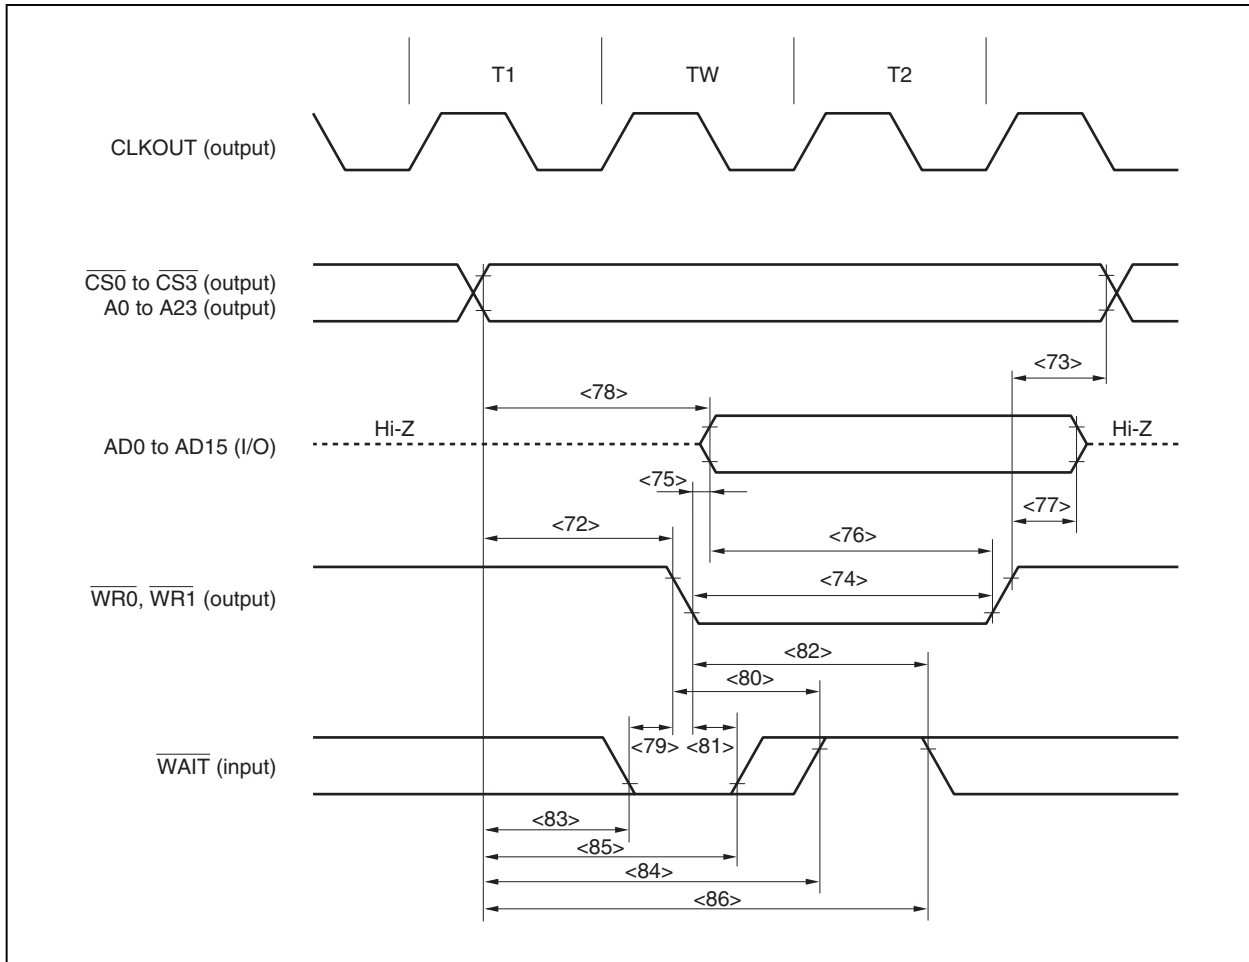 T1 TW T2
CLKOUT (output)
CS0 to CS3 (output)
A0 to A23 (output)
<73>
<78>
Hi-Z Hi-Z
AD0 to AD15 (I/O)
<75>
<77>
<72>
<76>
<74>
WR0, WR1 (output)
<82>
<80>
<79> <81>
WAIT (input)
<83>
<85>
<84>
<86>